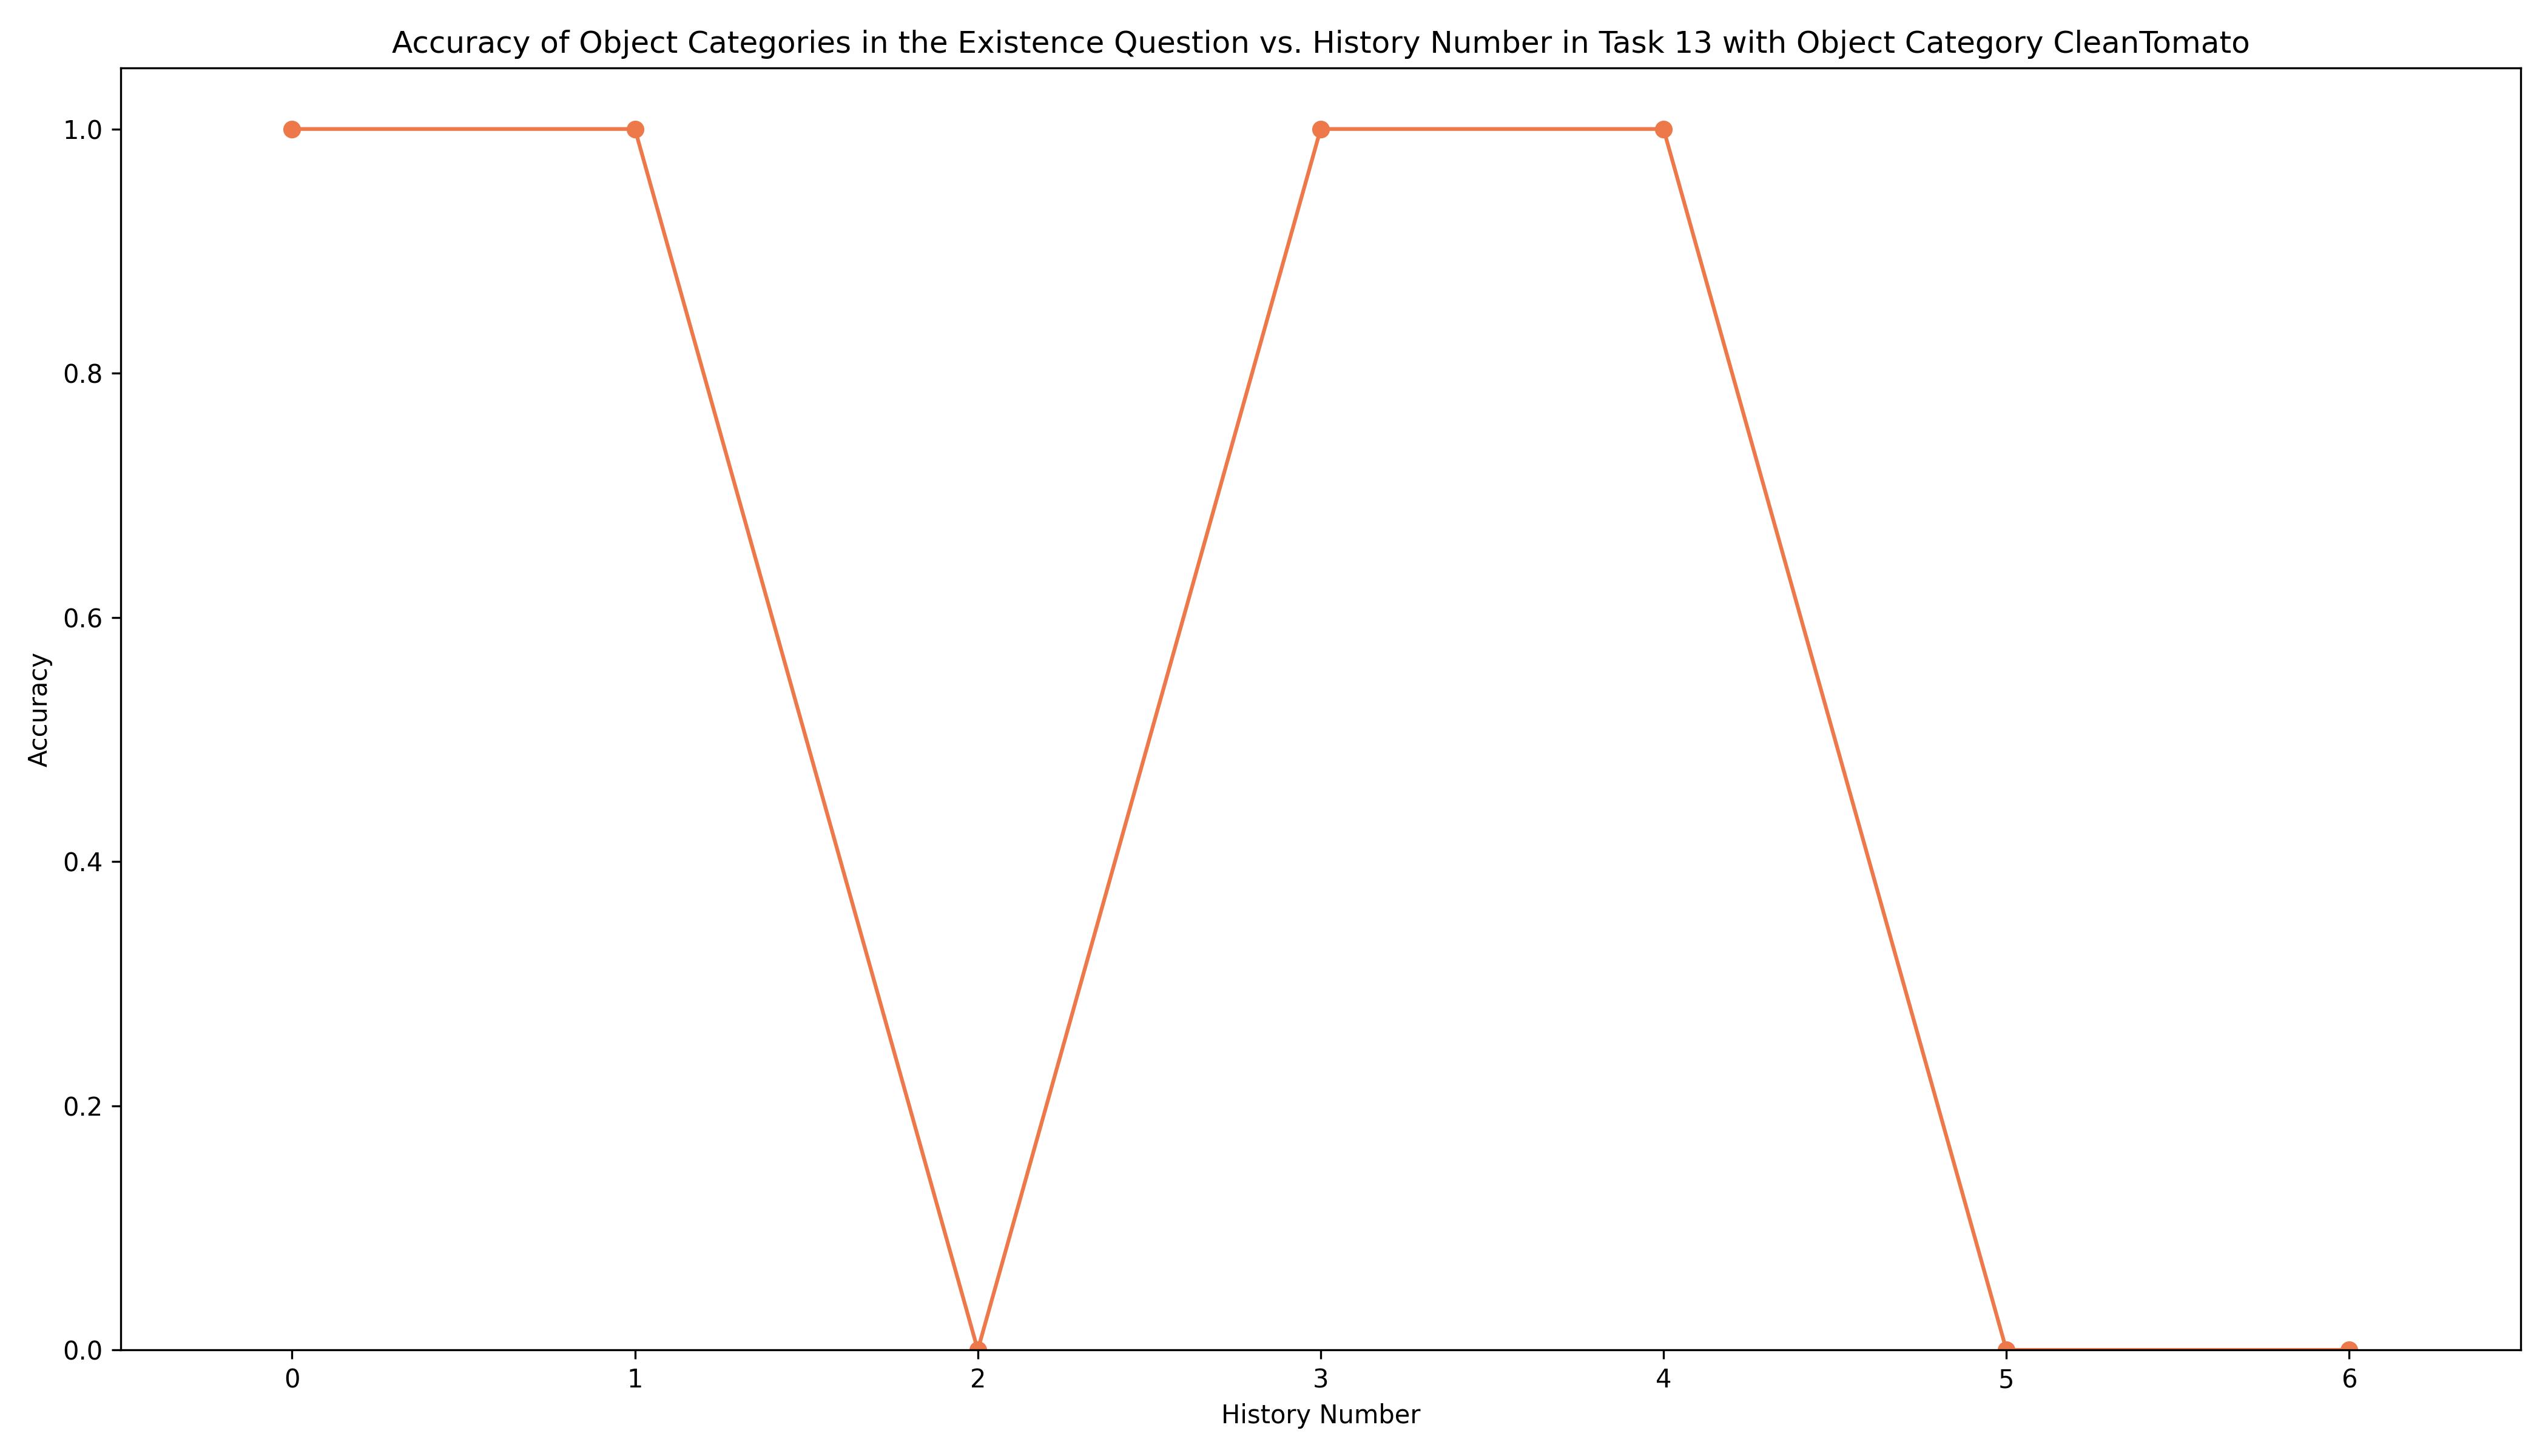 Accuracy of Object Categories in the Existence Question vs. History Number in Task 13 with Object Category CleanTomato
1.0
0.8
0.6
0.4
0.2
0.0
Accuracy
0 1 2 3 4 5 6
History Number